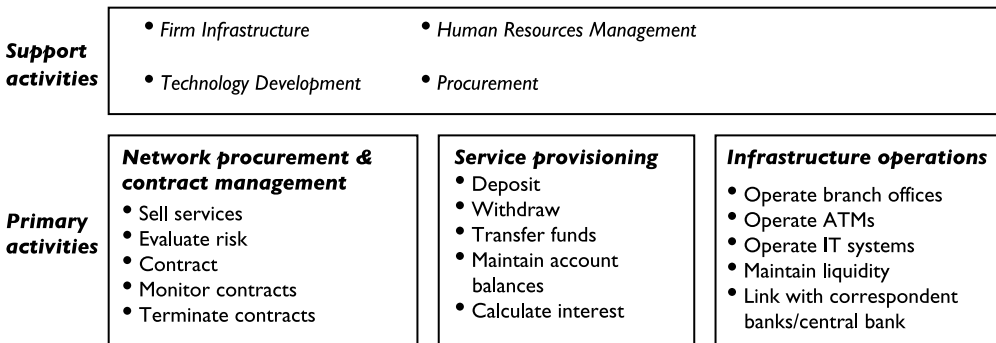 Support
activities
• Firm Infrastructure
• Human Resources Management
• Technology Development
• Procurement
Primary
activities
Network procurement &
contract management
• Sell services
• Evaluate risk
• Contract
• Monitor contracts
• Terminate contracts
Service provisioning
• Deposit
• Withdraw
• Transfer funds
• Maintain account
balances
• Calculate interest
Infrastructure operations
• Operate branch offices
• Operate ATMs
• Operate IT systems
• Maintain liquidity
• Link with correspondent
banks/central bank